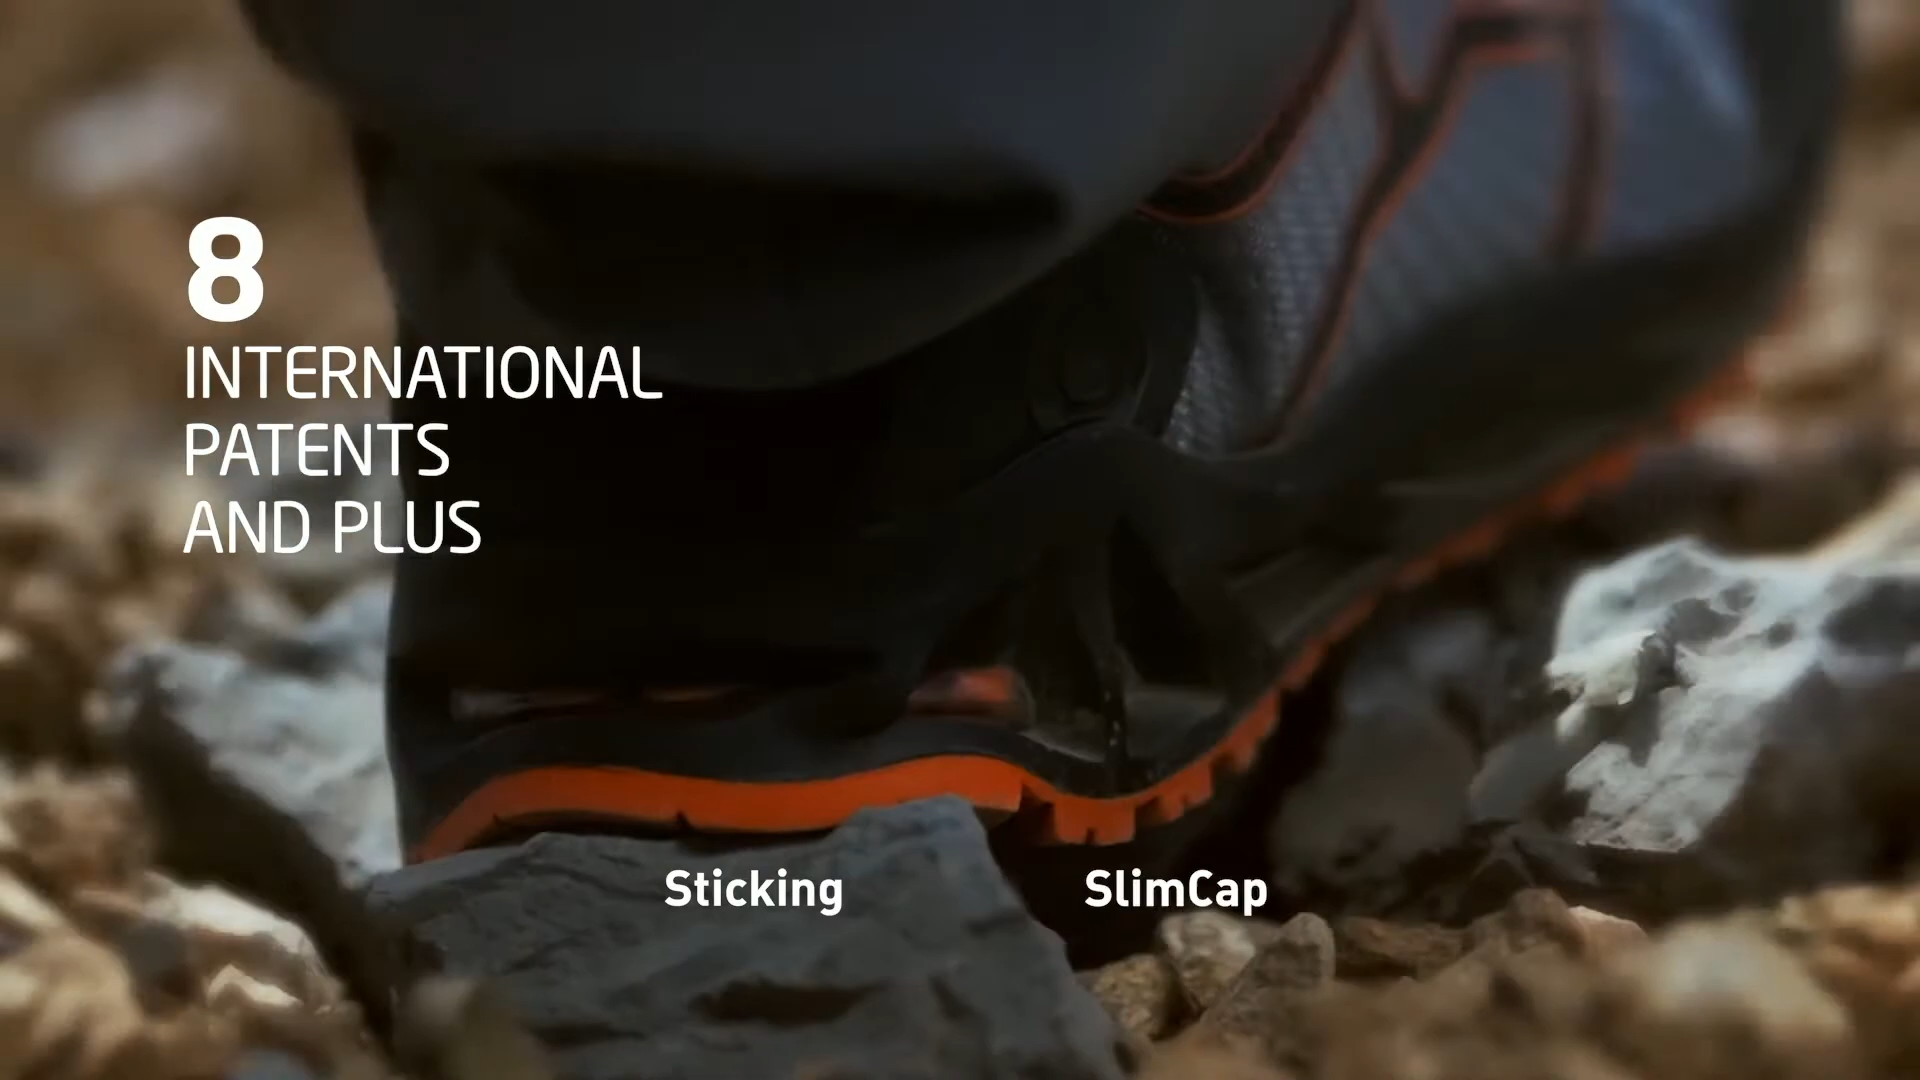 8
INTERNATIONAL
PATENTS
AND PLUS
Sticking
SlimCap